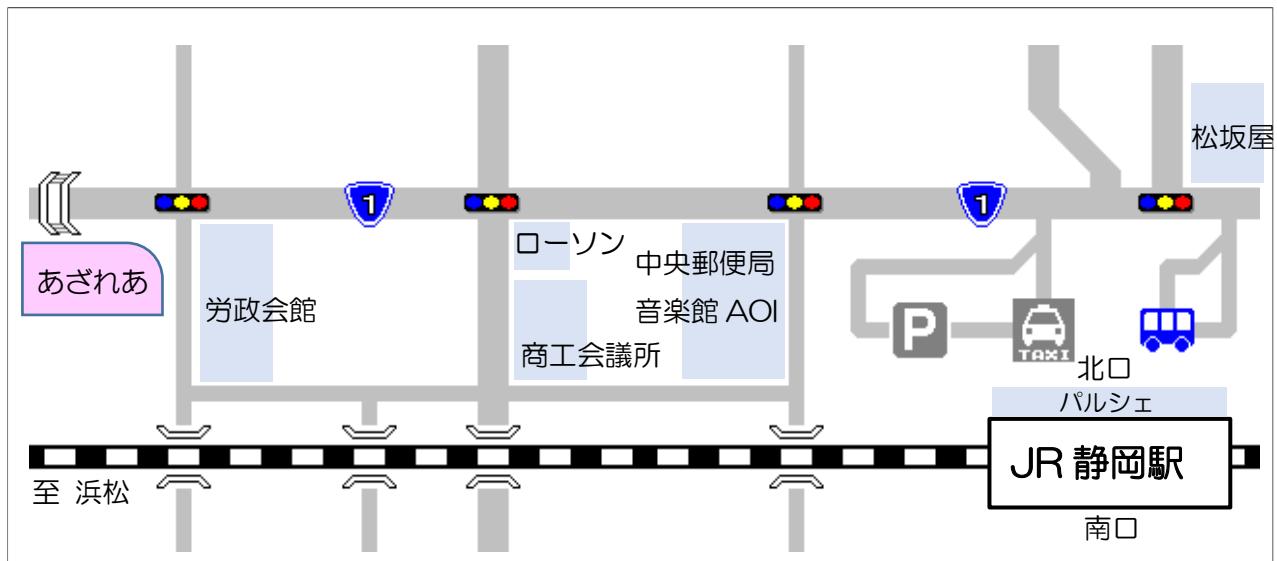 松坂屋
1
1
あざれあ
ローソン
中央郵便局
音楽館 AOI
労政会館
商工会議所
P
TAXI
北口
パルシェ
JR 静岡駅
至 浜松
南口